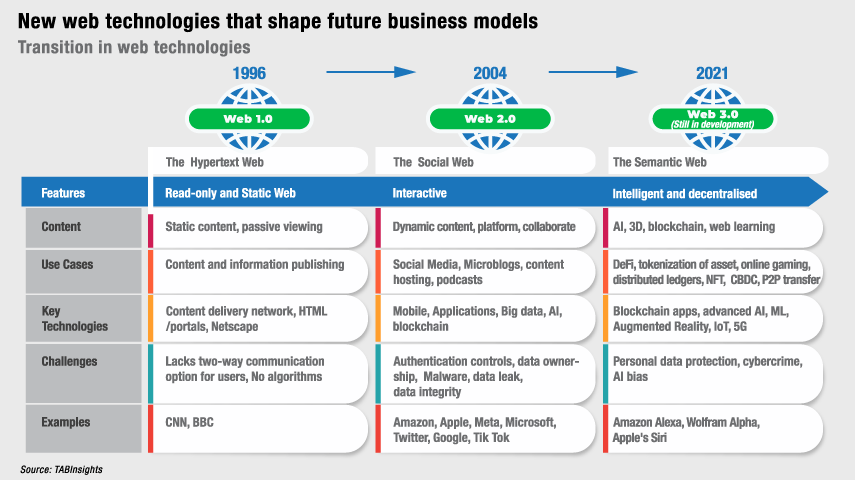 New web technologies that shape future business models
Transition in web technologies
1996
2004
2021
Web 1.0
Web 2.0
Web 3.0
(Still in development)
The Hypertext Web
The Social Web
The Semantic Web
Features
Read-only and Static Web
Interactive
Intelligent and decentralised
Content
Static content, passive viewing
Dynamic content, platform, collaborate
AI, 3D, blockchain, web learning
Use Cases
Content and information publishing
Social Media, Microblogs, content
hosting, podcasts
DeFi, tokenization of asset, online gaming,
distributed ledgers, NFT, CBDC, P2P transfer
Key
Technologies
Content delivery network, HTML
/portals, Netscape
Mobile, Applications, Big data, AI,
blockchain
Blockchain apps, advanced AI, ML,
Augmented Reality, IoT, 5G
Challenges
Lacks two-way communication
option for users, No algorithms
Authentication controls, data owner-
ship, Malware, data leak,
data integrity
Personal data protection, cybercrime,
AI bias
Examples
CNN, BBC
Amazon, Apple, Meta, Microsoft,
Twitter, Google, Tik Tok
Amazon Alexa, Wolfram Alpha,
Apple's Siri
Source: TABInsights